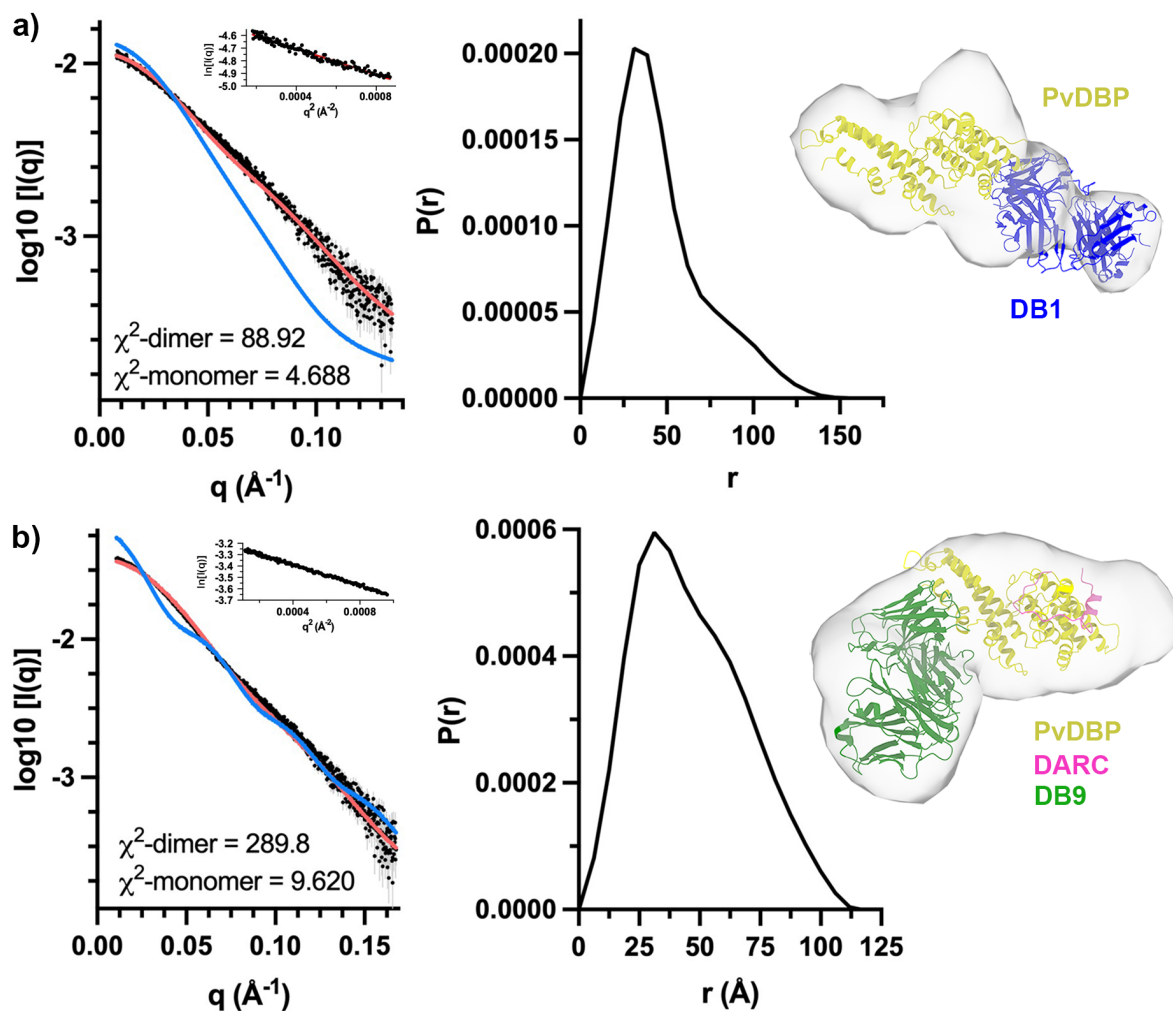 a)
-2
-3
log10 [I(q)]
χ²-dimer = 88.92
χ²-monomer = 4.688
0.00 0.05 0.10
q (Å⁻¹)
-4.6
-4.7
-4.8
-4.9
-5.0
ln[I(q)]
0.0004 0.0008
q² (Å⁻²)
0.00020
0.00015
0.00010
0.00005
0.00000
P(r)
0 50 100 150
r
PvDBP
DB1
b)
-2
-3
log10 [I(q)]
χ²-dimer = 289.8
χ²-monomer = 9.620
0.00 0.05 0.10 0.15
q (Å⁻¹)
-3.2
-3.3
-3.4
-3.5
-3.6
-3.7
ln[I(q)]
0.0004 0.0008
q² (Å⁻²)
0.0006
0.0004
0.0002
0.0000
P(r)
0 25 50 75 100 125
r (Å)
PvDBP
DARC
DB9